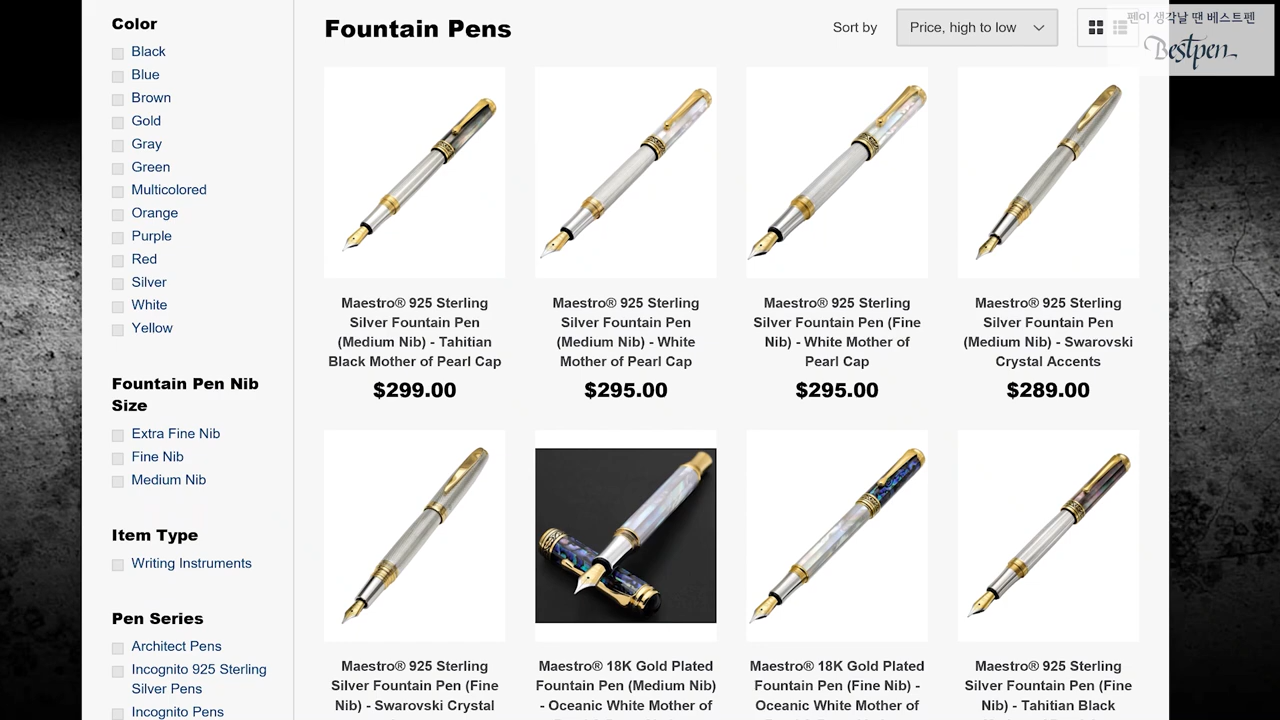 Color
Black
Blue
Brown
Gold
Gray
Green
Multicolored
Orange
Purple
Red
Silver
White
Yellow
Fountain Pen Nib
Size
Extra Fine Nib
Fine Nib
Medium Nib
Item Type
Writing Instruments
Pen Series
Architect Pens
Incognito 925 Sterling
Silver Pens
Incognito Pens
Fountain Pens
Sort by
Price, high to low
펜이 생각날 땐 베스트펜
Bestpen
Maestro® 925 Sterling
Silver Fountain Pen
(Medium Nib) - Tahitian
Black Mother of Pearl Cap
$299.00
Maestro® 925 Sterling
Silver Fountain Pen
(Medium Nib) - White
Mother of Pearl Cap
$295.00
Maestro® 925 Sterling
Silver Fountain Pen (Fine
Nib) - White Mother of
Pearl Cap
$295.00
Maestro® 925 Sterling
Silver Fountain Pen
(Medium Nib) - Swarovski
Crystal Accents
$289.00
Maestro® 925 Sterling
Silver Fountain Pen (Fine
Nib) - Swarovski Crystal
Maestro® 18K Gold Plated
Fountain Pen (Medium Nib)
- Oceanic White Mother of
Maestro® 18K Gold Plated
Fountain Pen (Fine Nib) -
Oceanic White Mother of
Maestro® 925 Sterling
Silver Fountain Pen (Fine
Nib) - Tahitian Black